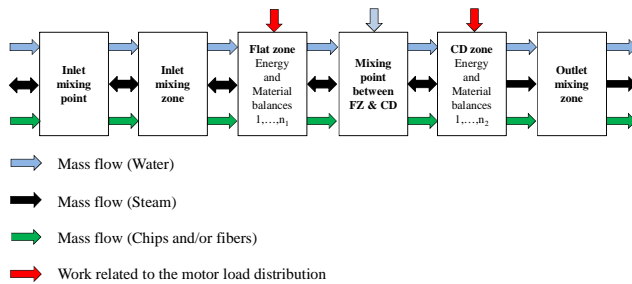 Inlet
mixing
point
Inlet
mixing
zone
Flat zone
Energy
and
Material
balances
1,…,n₁
Mixing
point
between
FZ & CD
CD zone
Energy
and
Material
balances
1,…,n₂
Outlet
mixing
zone
Mass flow (Water)
Mass flow (Steam)
Mass flow (Chips and/or fibers)
Work related to the motor load distribution